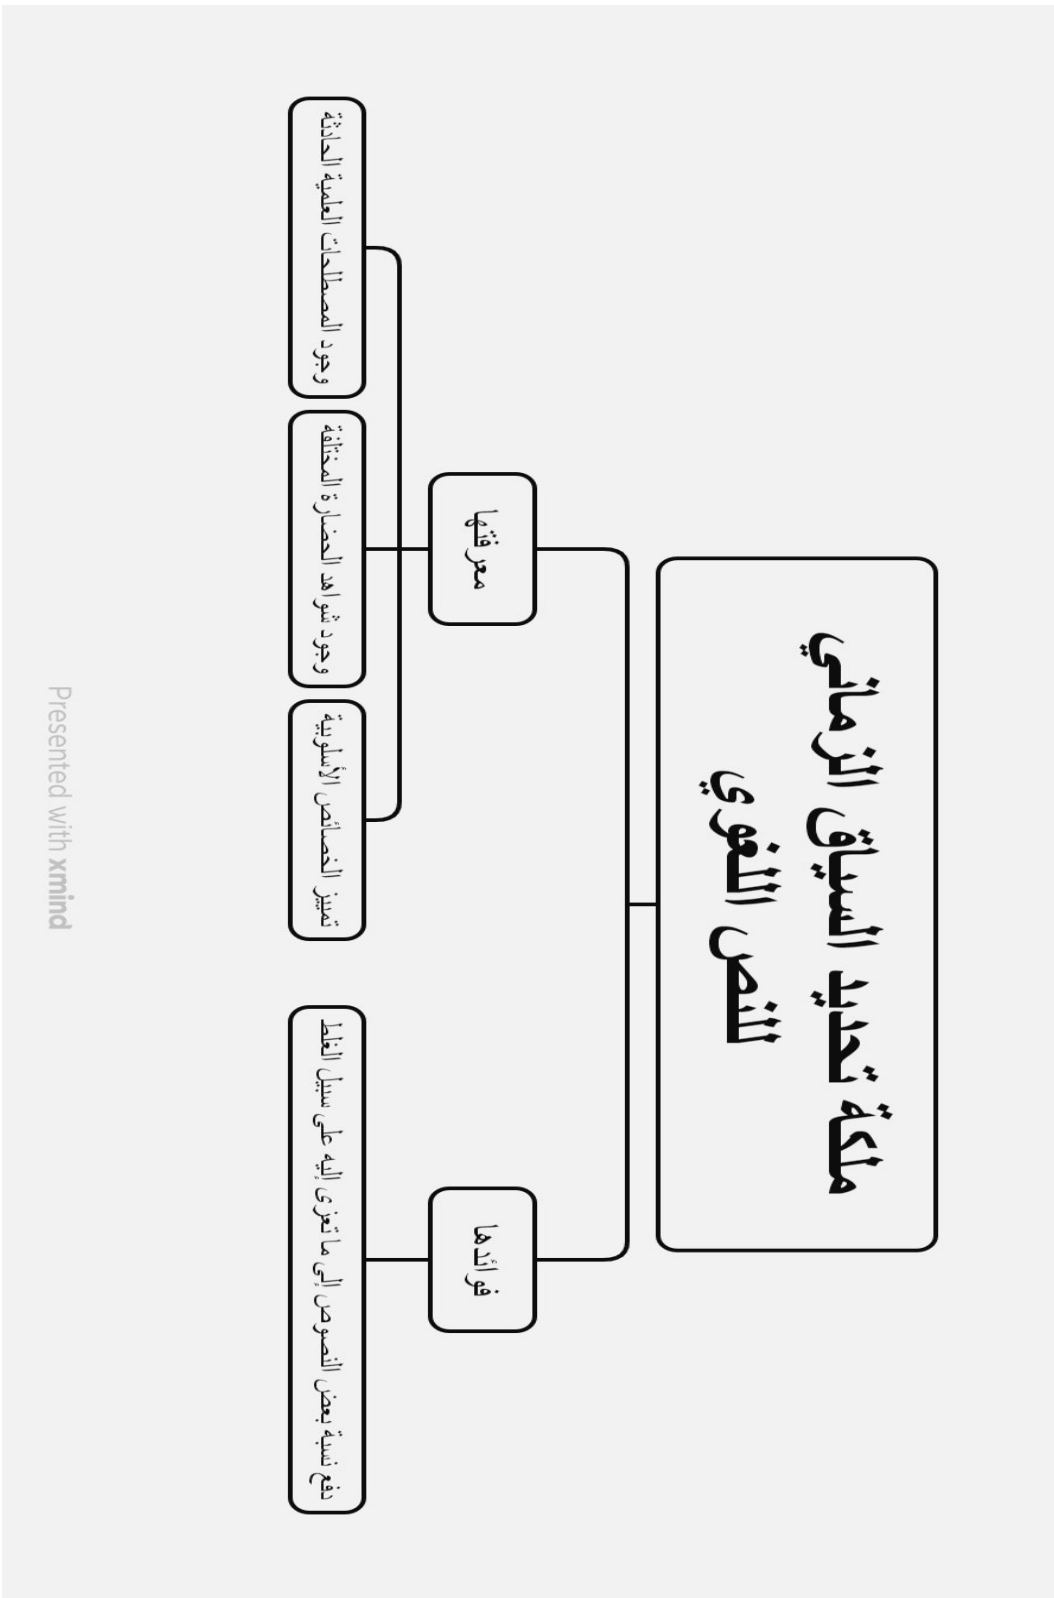 ملكة تحديد السياق الزماني
للنص اللغوي
فوائدها
معرفتها
دفع نسبة بعض النصوص إلى ما تعزى إليه على سبيل الغلط
تمييز الخصائص الأسلوبية
وجود شواهد الحضارة المختلفة
وجود المصطلحات العلمية الحادثة
Presented with xmind